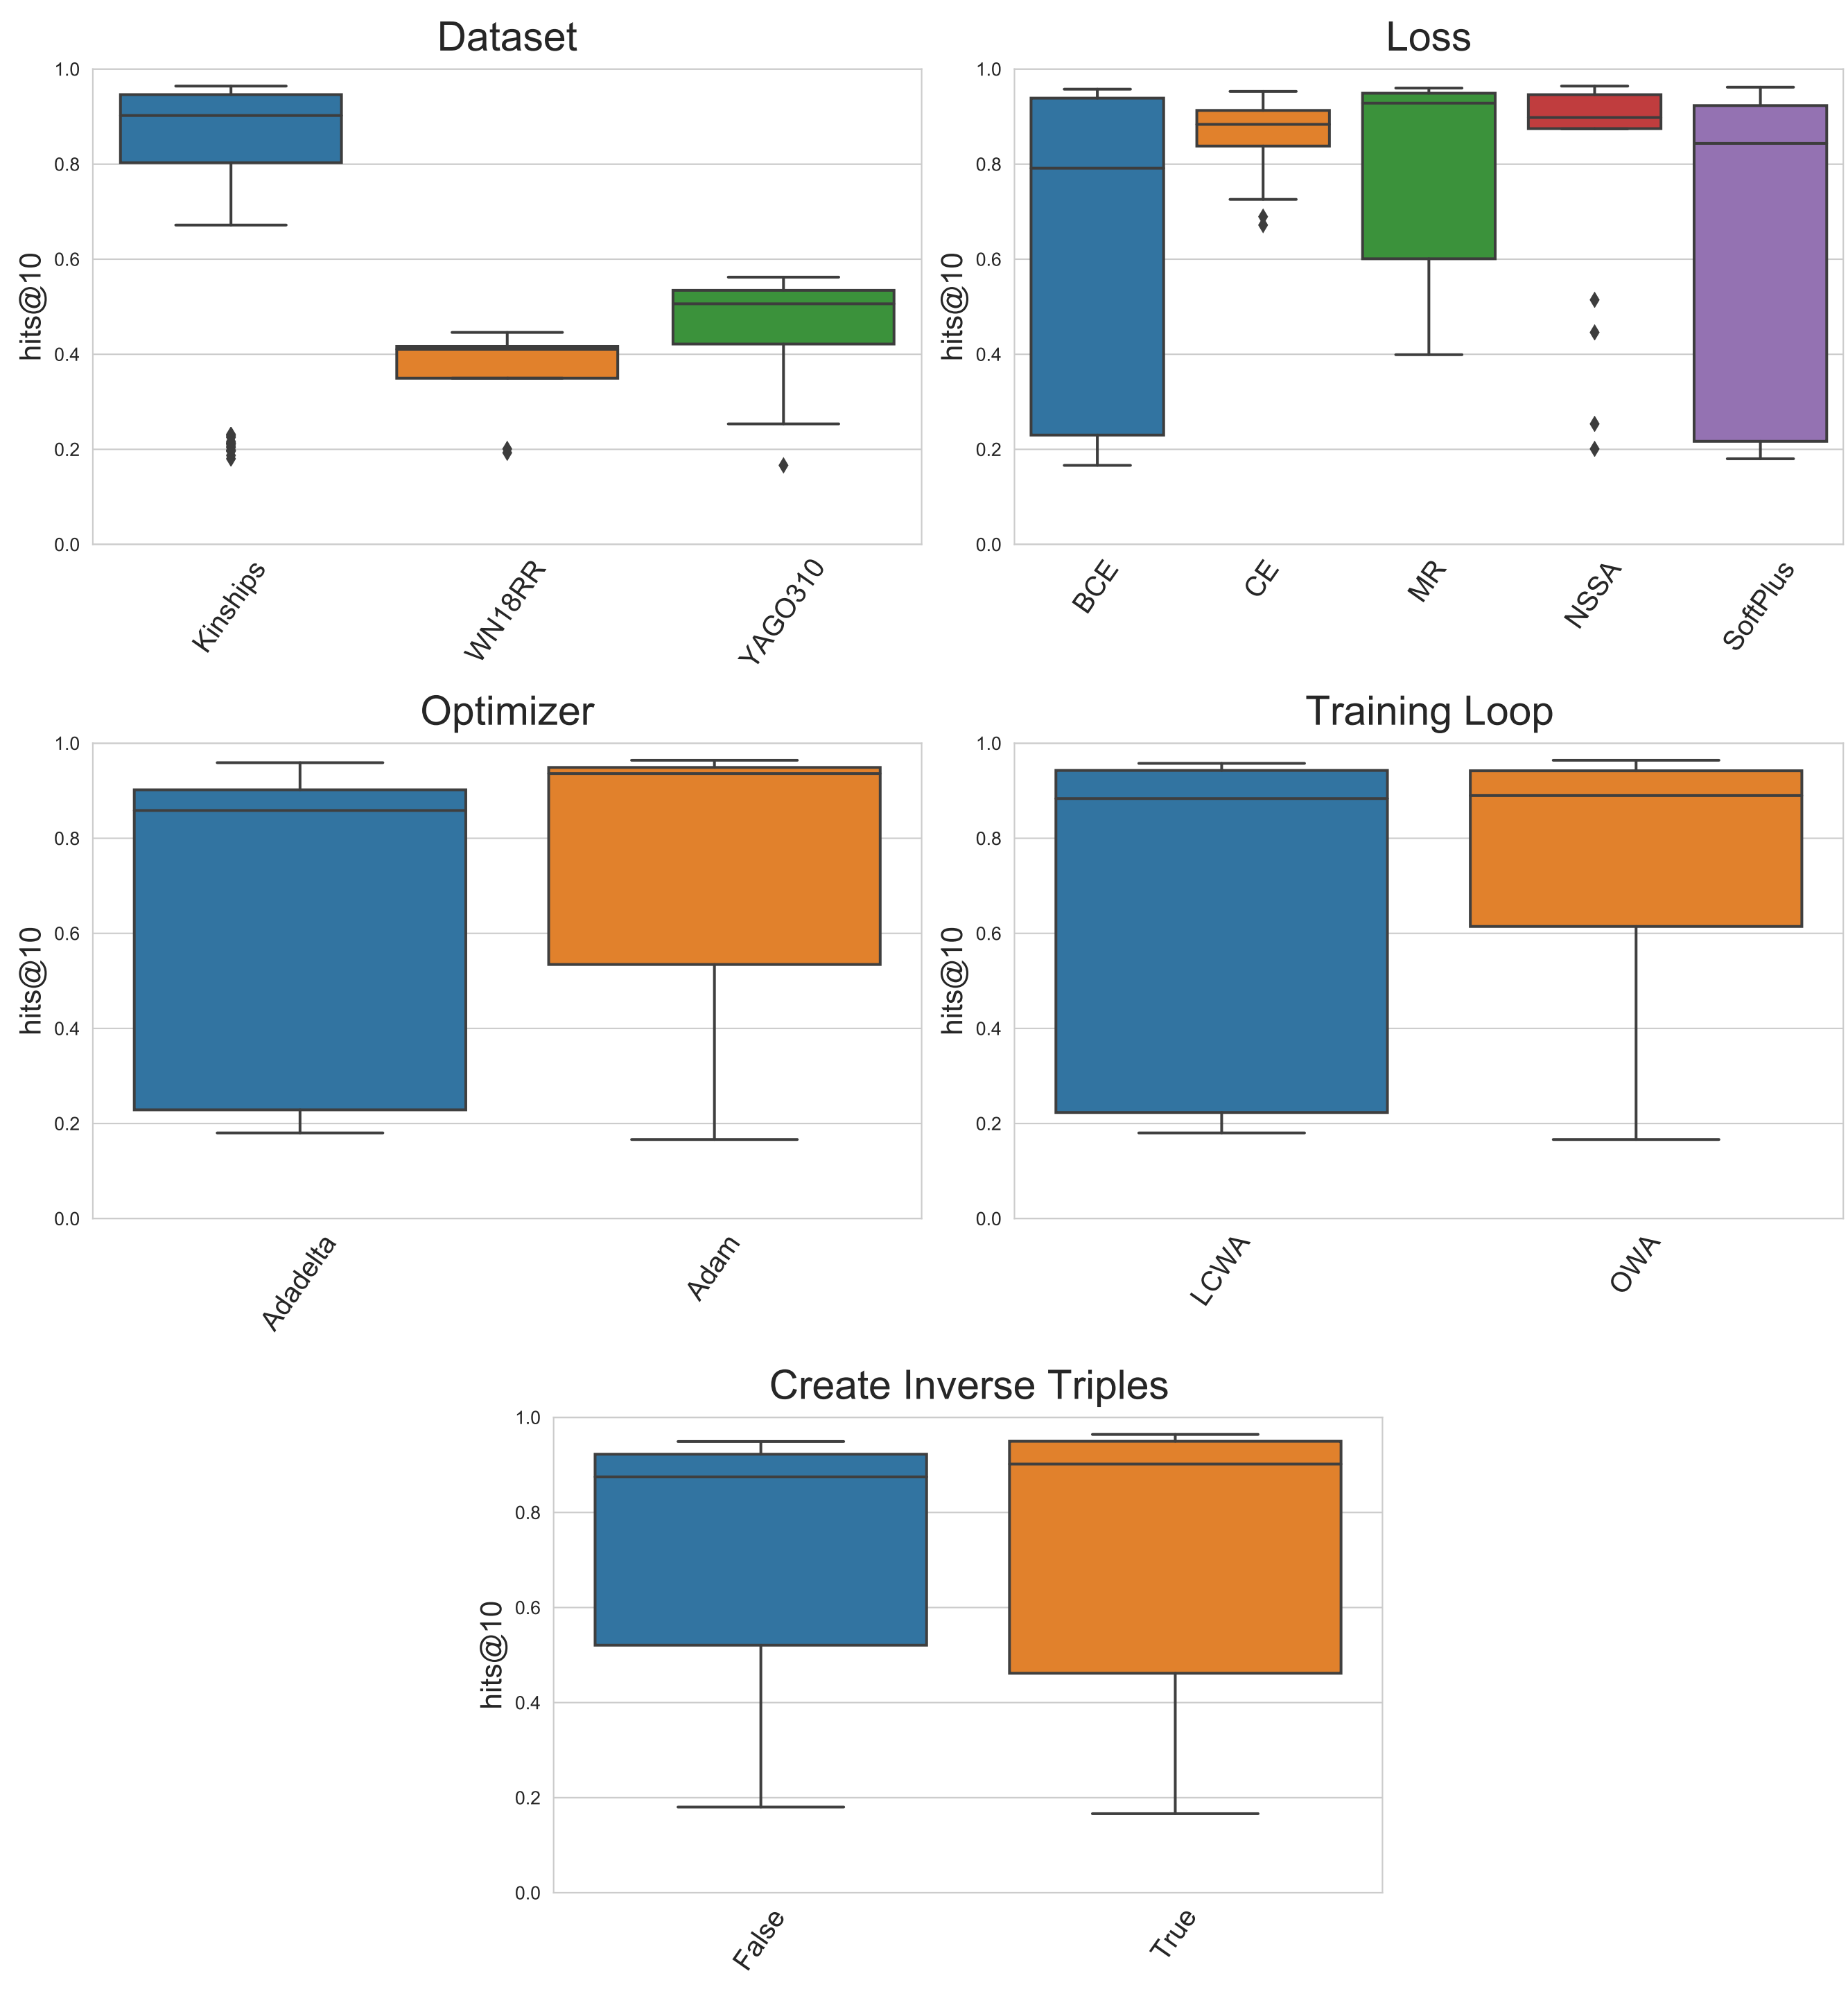 Dataset
hits@10
1.0
0.8
0.6
0.4
0.2
0.0
Kinships
WN18RR
YAGO310
Loss
hits@10
1.0
0.8
0.6
0.4
0.2
0.0
BCE
CE
MR
NSSA
SoftPlus
Optimizer
hits@10
1.0
0.8
0.6
0.4
0.2
0.0
Adadelta
Adam
Training Loop
hits@10
1.0
0.8
0.6
0.4
0.2
0.0
LCWA
OWA
Create Inverse Triples
hits@10
1.0
0.8
0.6
0.4
0.2
0.0
False
True